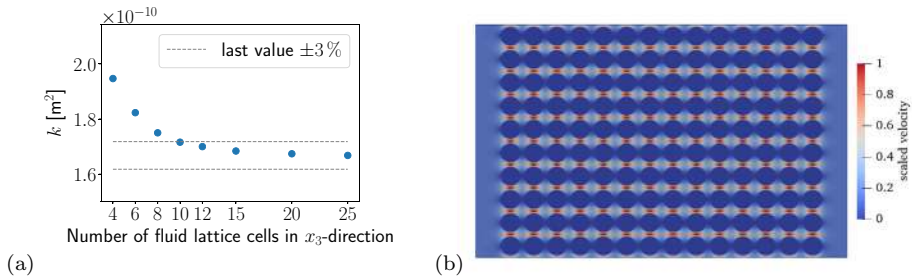 ×10−10
last value ±3 %
2.0
1.8
1.6
k [m2]
4 6 8 10 12 15 20 25
Number of fluid lattice cells in x3-direction
(a)
1
0.8
0.6
0.4
0.2
0
scaled velocity
(b)